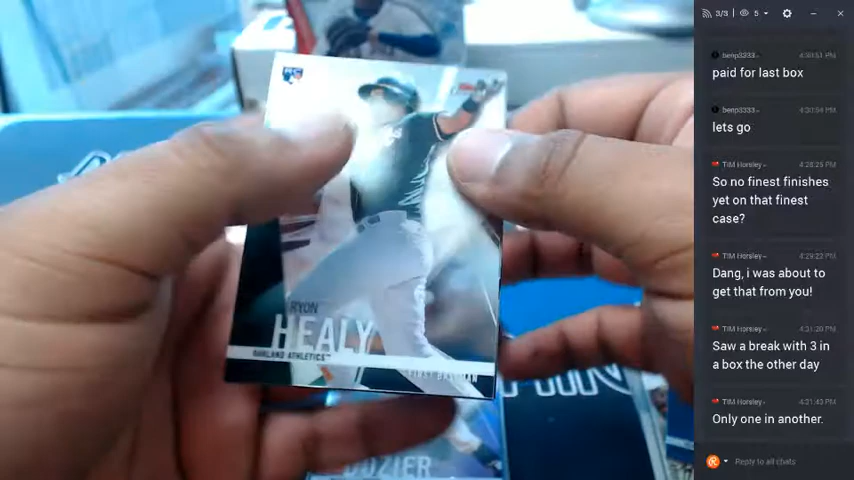 RC
RYON
HEALY
OAKLAND ATHLETICS™
FIRST BASEMAN
DOZIER
3/3
5
benp3333
4:30:51 PM
paid for last box
benp3333
4:30:54 PM
lets go
TIM Horsley
4:28:25 PM
So no finest finishes
yet on that finest
case?
TIM Horsley
4:29:22 PM
Dang, i was about to
get that from you!
TIM Horsley
4:31:20 PM
Saw a break with 3 in
a box the other day
TIM Horsley
4:31:43 PM
Only one in another.
Reply to all chats